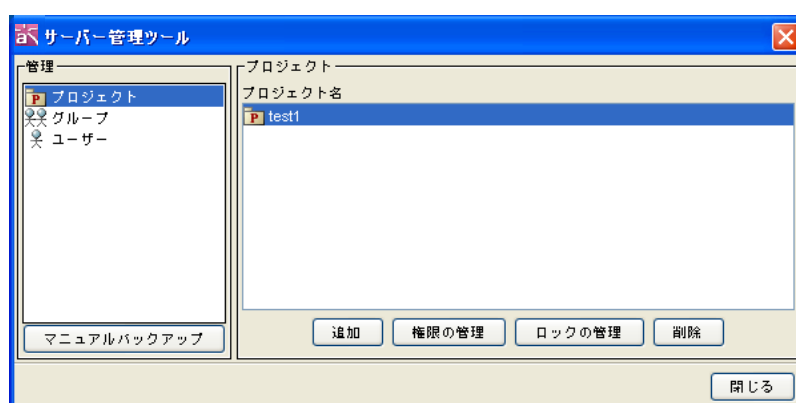 サーバー管理ツール
管理
プロジェクト
グループ
ユーザー
マニュアルバックアップ
プロジェクト
プロジェクト名
test1
追加
権限の管理
ロックの管理
削除
閉じる